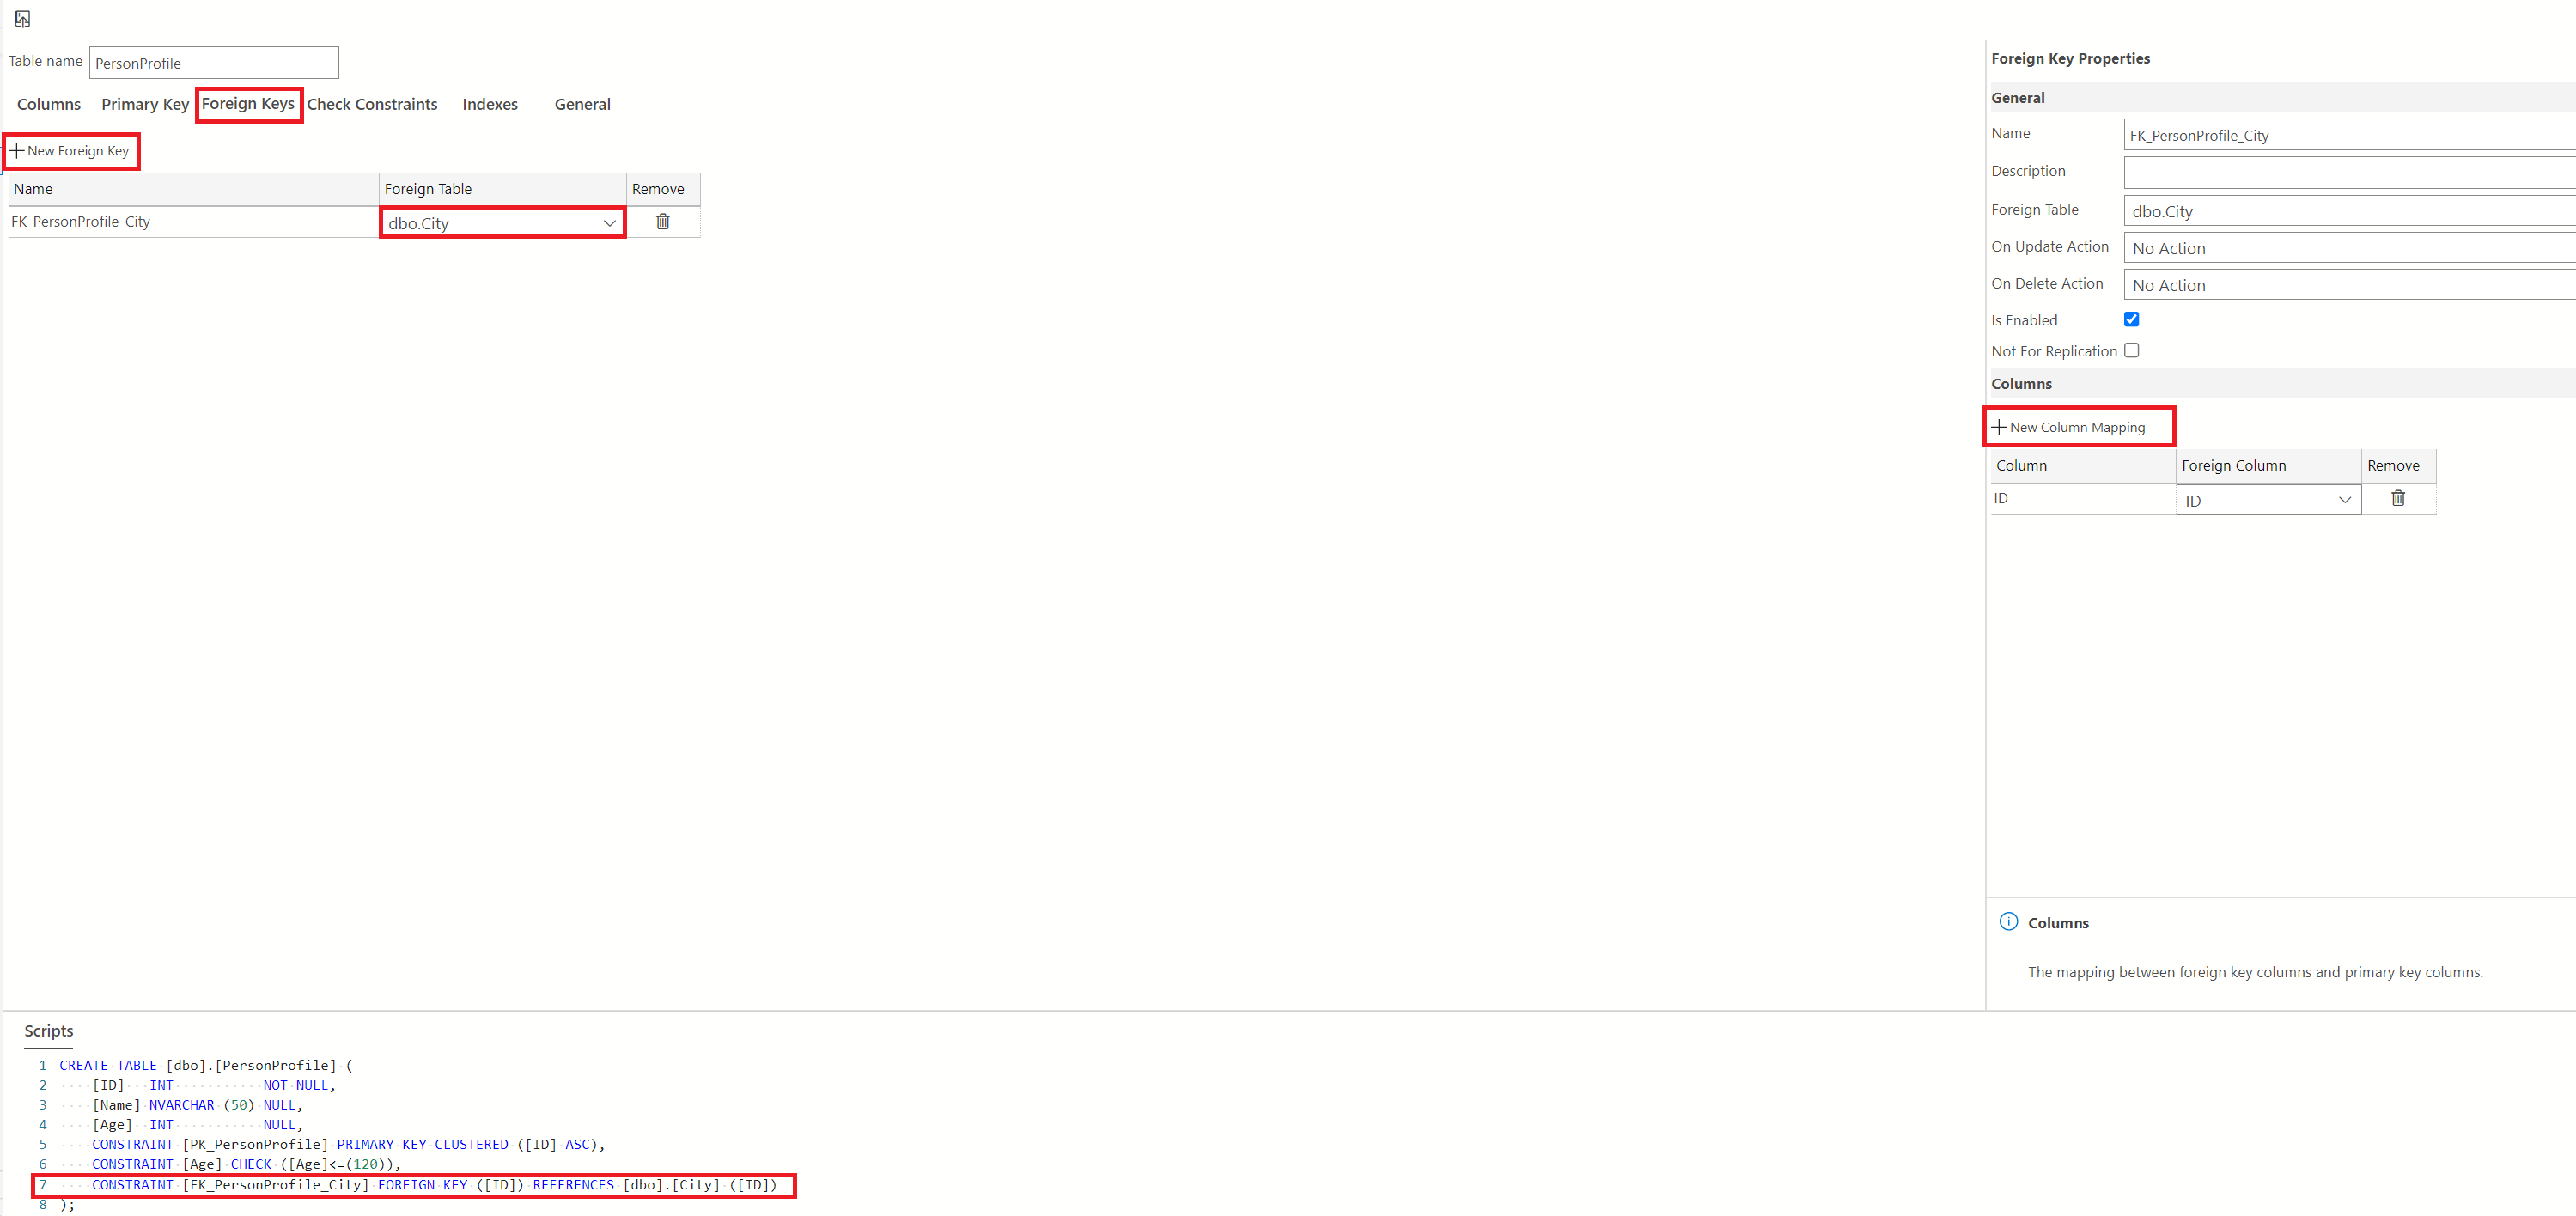 Table name PersonProfile
Columns Primary Key Foreign Keys Check Constraints Indexes General
New Foreign Key
Name Foreign Table Remove
FK_PersonProfile_City dbo.City
Foreign Key Properties
General
Name FK_PersonProfile_City
Description
Foreign Table dbo.City
On Update Action No Action
On Delete Action No Action
Is Enabled
Not For Replication
Columns
New Column Mapping
Column Foreign Column Remove
ID ID
Columns
The mapping between foreign key columns and primary key columns.
Scripts
1 CREATE TABLE [dbo].[PersonProfile] (
2 [ID] INT NOT NULL,
3 [Name] NVARCHAR (50) NULL,
4 [Age] INT NULL,
5 CONSTRAINT [PK_PersonProfile] PRIMARY KEY CLUSTERED ([ID] ASC),
6 CONSTRAINT [Age] CHECK ([Age]<=(120)),
7 CONSTRAINT [FK_PersonProfile_City] FOREIGN KEY ([ID]) REFERENCES [dbo].[City] ([ID])
8 );